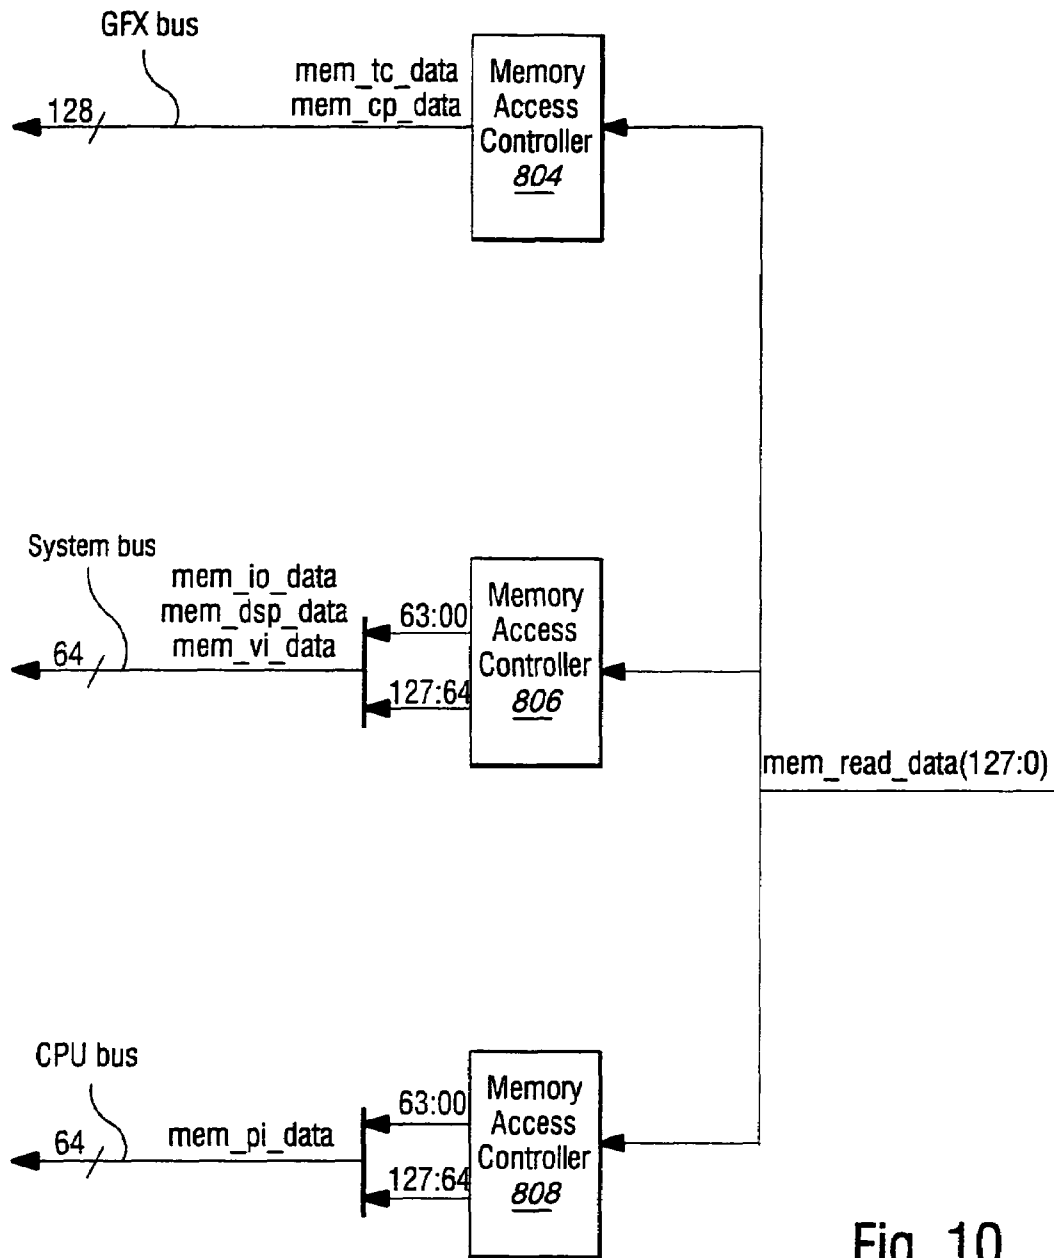 GFX bus
128
mem_tc_data
mem_cp_data
Memory
Access
Controller
804
System bus
64
mem_io_data
mem_dsp_data
mem_vi_data
63:00
127:64
Memory
Access
Controller
806
mem_read_data(127:0)
CPU bus
64
mem_pi_data
63:00
127:64
Memory
Access
Controller
808
Fig. 10